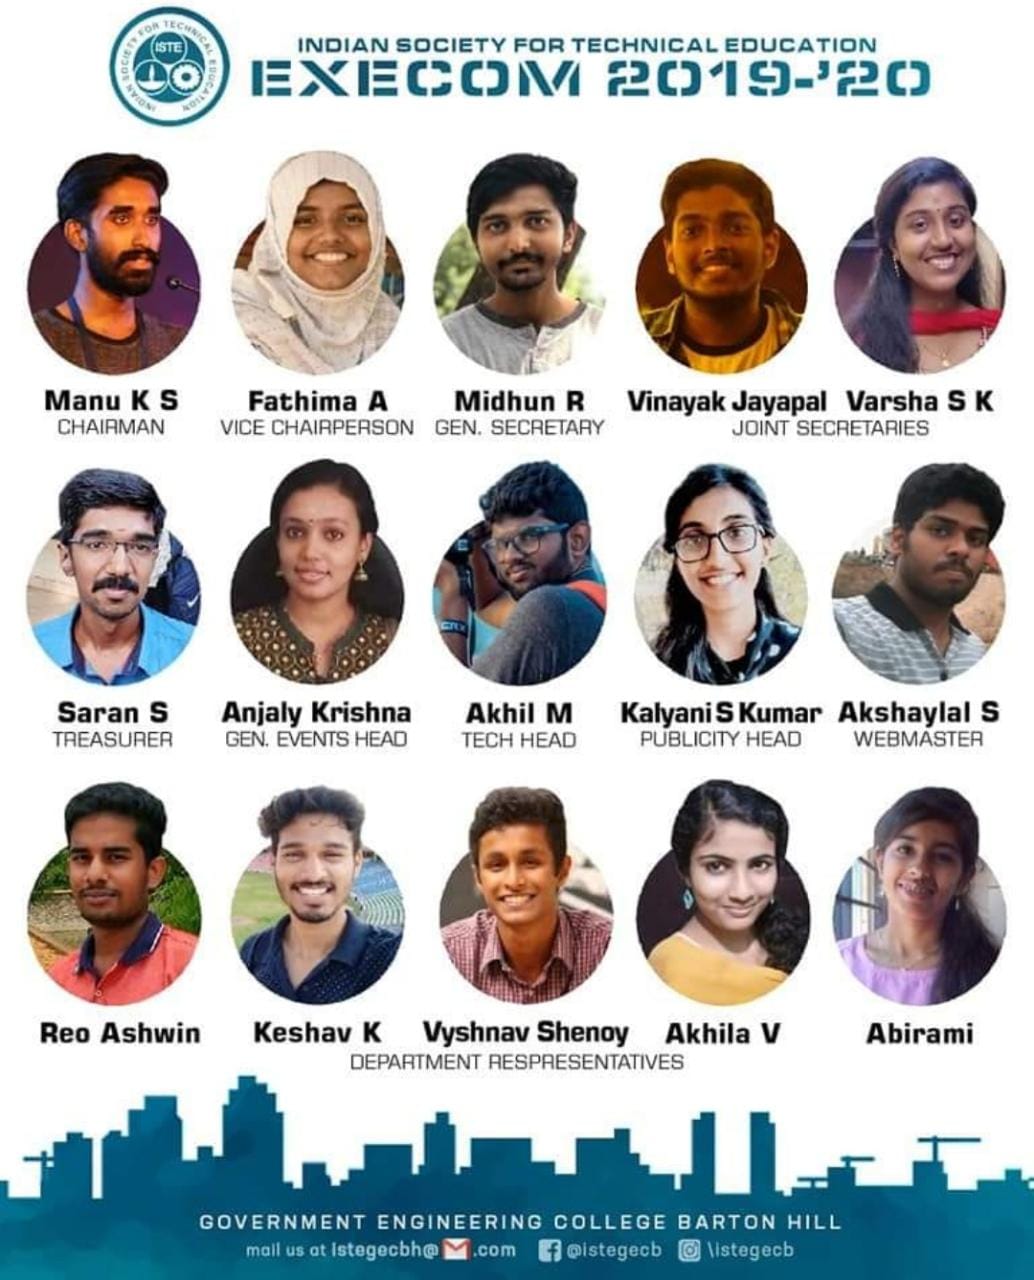 INDIAN SOCIETY FOR TECHNICAL EDUCATION
ISTE
INDIAN SOCIETY FOR TECHNICAL EDUCATION
EXECOM 2019-'20
Manu K S Fathima A Midhun R Vinayak Jayapal Varsha S K
CHAIRMAN VICE CHAIRPERSON GEN. SECRETARY JOINT SECRETARIES
CRX
Saran S Anjaly Krishna Akhil M Kalyani S Kumar Akshaylal S
TREASURER GEN. EVENTS HEAD TECH HEAD PUBLICITY HEAD WEBMASTER
Reo Ashwin Keshav K Vyshnav Shenoy Akhila V Abirami
DEPARTMENT RESPRESENTATIVES
GOVERNMENT ENGINEERING COLLEGE BARTON HILL
mail us at istegecbh@ .com @istegecb \istegecb